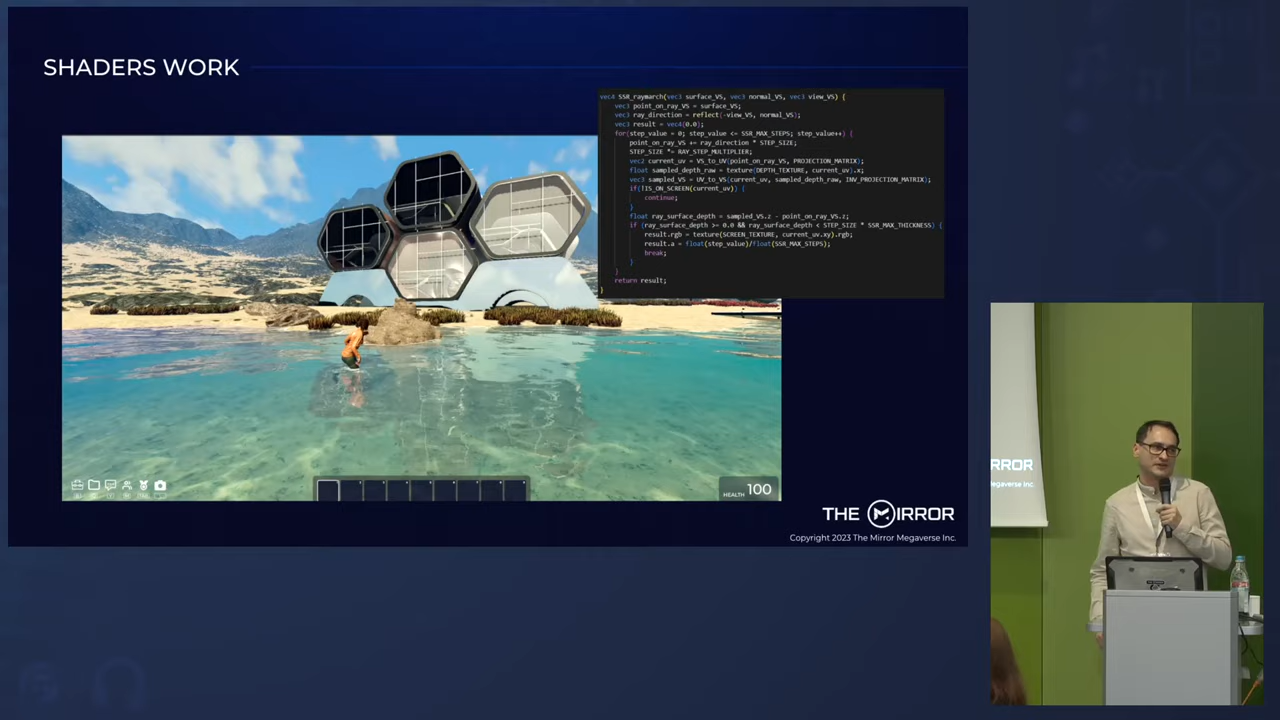 SHADERS WORK
vec4 SSR_raymarch(vec3 surface_VS, vec3 normal_VS, vec3 view_VS) {
vec3 point_on_ray_VS = surface_VS;
vec3 ray_direction = reflect(-view_VS, normal_VS);
vec3 result = vec4(0.0);
for(step_value = 0; step_value <= SSR_MAX_STEPS; step_value++) {
point_on_ray_VS += ray_direction * STEP_SIZE;
STEP_SIZE *= RAY_STEP_MULTIPLIER;
vec2 current_uv = VS_to_UV(point_on_ray_VS, PROJECTION_MATRIX);
float sampled_depth_raw = texture(DEPTH_TEXTURE, current_uv).x;
vec3 sampled_VS = UV_to_VS(current_uv, sampled_depth_raw, INV_PROJECTION_MATRIX);
if(!IS_ON_SCREEN(current_uv)) {
continue;
}
float ray_surface_depth = sampled_VS.z - point_on_ray_VS.z;
if (ray_surface_depth >= 0.0 && ray_surface_depth < STEP_SIZE * SSR_MAX_THICKNESS) {
result.rgb = texture(SCREEN_TEXTURE, current_uv.xy).rgb;
result.a = float(step_value)/float(SSR_MAX_STEPS);
break;
}
}
return result;
}
HEALTH 100
THE MIRROR
Copyright 2023 The Mirror Megaverse Inc.
RROR
Megaverse Inc.